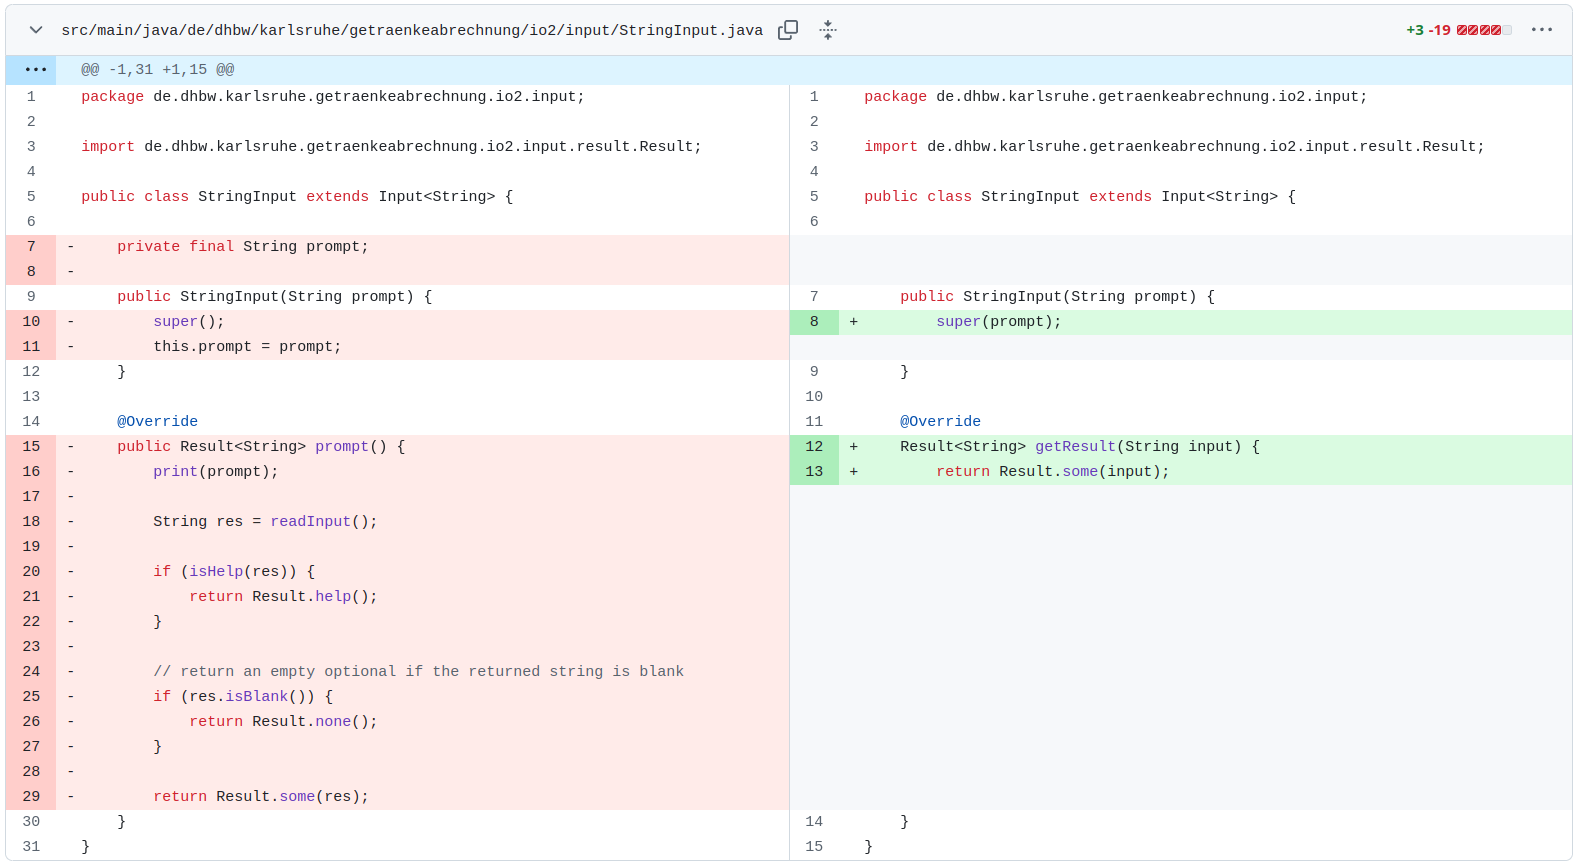 src/main/java/de/dhbw/karlsruhe/getraenkeabrechnung/io2/input/StringInput.java +3 -19
@@ -1,31 +1,15 @@
1 package de.dhbw.karlsruhe.getraenkeabrechnung.io2.input; 1 package de.dhbw.karlsruhe.getraenkeabrechnung.io2.input;
2 2
3 import de.dhbw.karlsruhe.getraenkeabrechnung.io2.input.result.Result; 3 import de.dhbw.karlsruhe.getraenkeabrechnung.io2.input.result.Result;
4 4
5 public class StringInput extends Input<String> { 5 public class StringInput extends Input<String> {
6 6
7 - private final String prompt;
8 -
9 public StringInput(String prompt) { 7 public StringInput(String prompt) {
10 - super(); 8 + super(prompt);
11 - this.prompt = prompt;
12 } 9 }
13 10
14 @Override 11 @Override
15 - public Result<String> prompt() { 12 + Result<String> getResult(String input) {
16 - print(prompt); 13 + return Result.some(input);
17 -
18 - String res = readInput();
19 -
20 - if (isHelp(res)) {
21 - return Result.help();
22 - }
23 -
24 - // return an empty optional if the returned string is blank
25 - if (res.isBlank()) {
26 - return Result.none();
27 - }
28 -
29 - return Result.some(res);
30 } 14 }
31 } 15 }